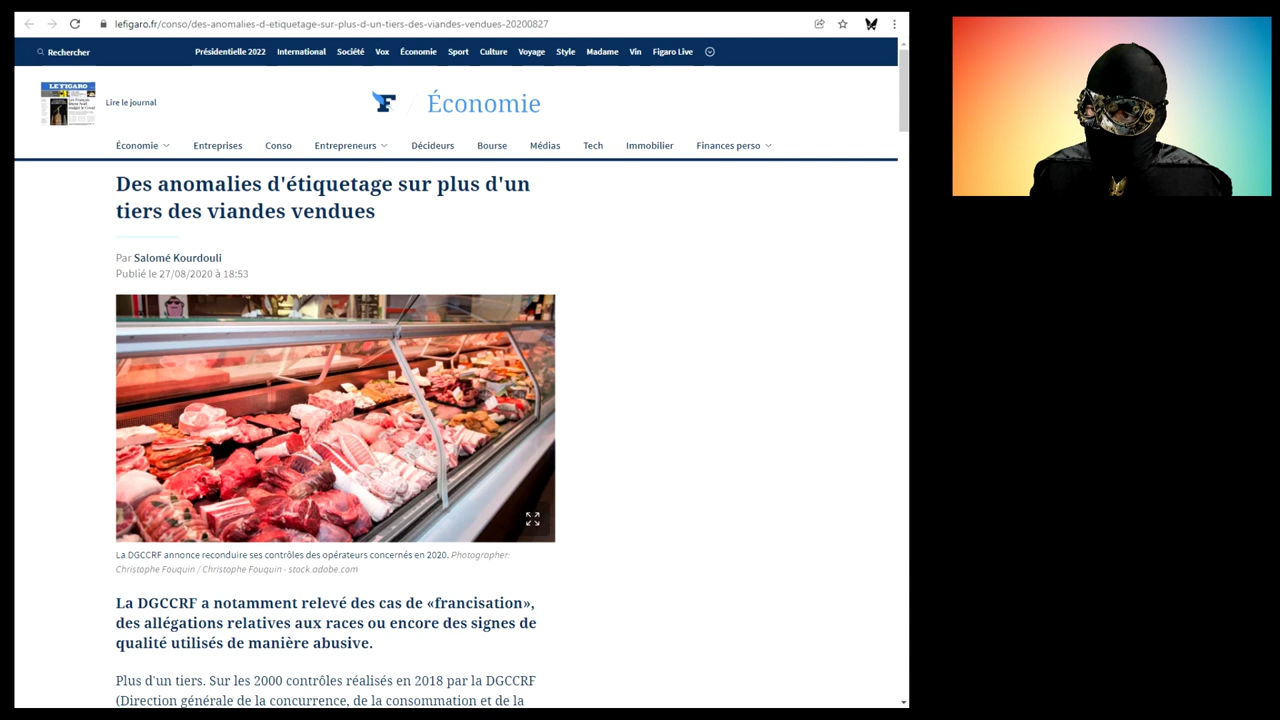 lefigaro.fr/conso/des-anomalies-d-etiquetage-sur-plus-d-un-tiers-des-viandes-vendues-20200827
Rechercher Présidentielle 2022 International Société Vox Économie Sport Culture Voyage Style Madame Vin Figaro Live
LE FIGARO
Lire le journal
F / Économie
Économie Entreprises Conso Entrepreneurs Décideurs Bourse Médias Tech Immobilier Finances perso
Des anomalies d'étiquetage sur plus d'un
tiers des viandes vendues
Par Salomé Kourdouli
Publié le 27/08/2020 à 18:53
La DGCCRF annonce reconduire ses contrôles des opérateurs concernés en 2020. Photographer:
Christophe Fouquin / Christophe Fouquin - stock.adobe.com
La DGCCRF a notamment relevé des cas de «francisation»,
des allégations relatives aux races ou encore des signes de
qualité utilisés de manière abusive.
Plus d'un tiers. Sur les 2000 contrôles réalisés en 2018 par la DGCCRF
(Direction générale de la concurrence, de la consommation et de la